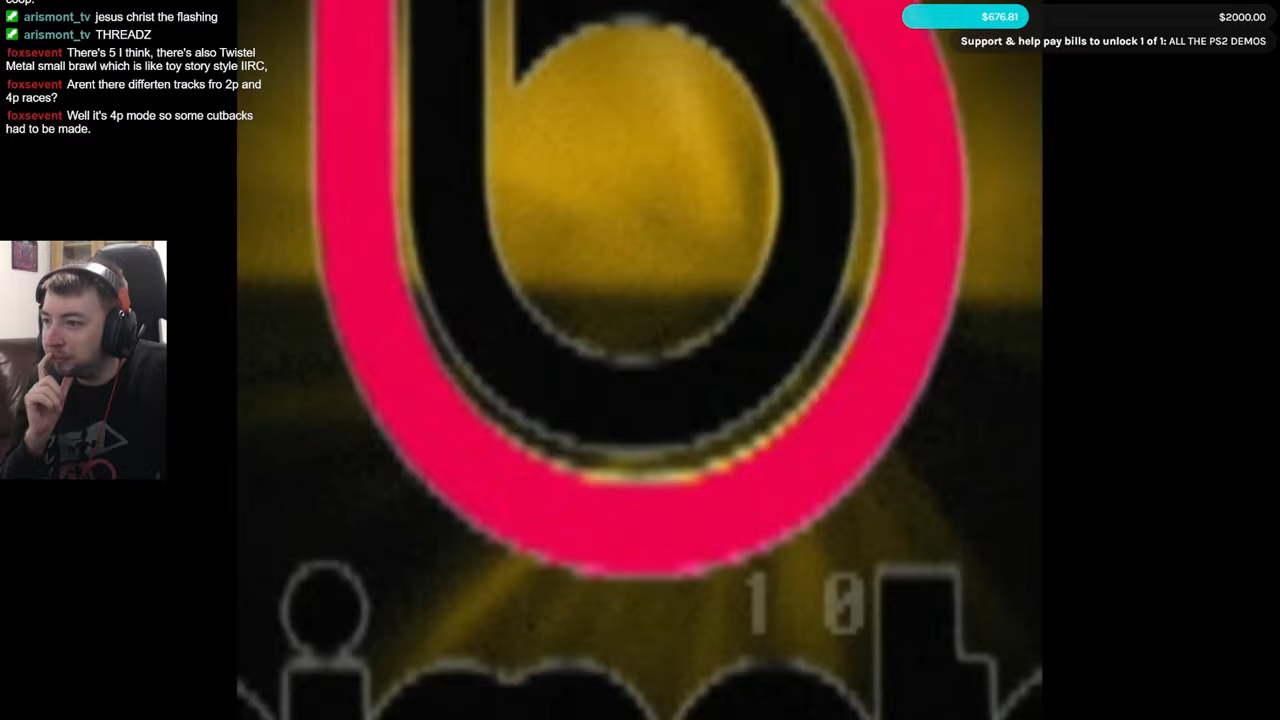 coop.
arismont_tv jesus christ the flashing
arismont_tv THREADZ
foxsevent There's 5 I think, there's also Twistel
Metal small brawl which is like toy story style IIRC,
foxsevent Arent there differten tracks fro 2p and
4p races?
foxsevent Well it's 4p mode so some cutbacks
had to be made.
$676.81
$2000.00
Support & help pay bills to unlock 1 of 1: ALL THE PS2 DEMOS
b
10